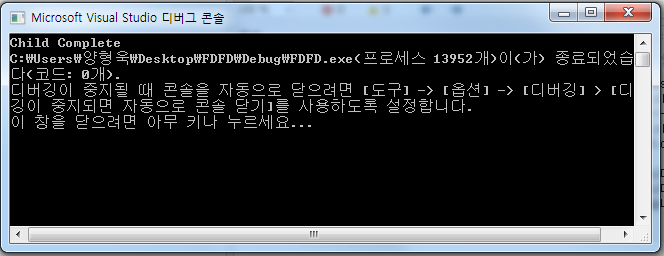 Microsoft Visual Studio 디버그 콘솔
Child Complete
C:₩Users₩양형욱₩Desktop₩FDFD₩Debug₩FDFD.exe(프로세스 13952개)이(가) 종료되었습
다(코드: 0개).
디버깅이 중지될 때 콘솔을 자동으로 닫으려면 [도구] -> [옵션] -> [디버깅] > [디
깅이 중지되면 자동으로 콘솔 닫기]를 사용하도록 설정합니다.
이 창을 닫으려면 아무 키나 누르세요...